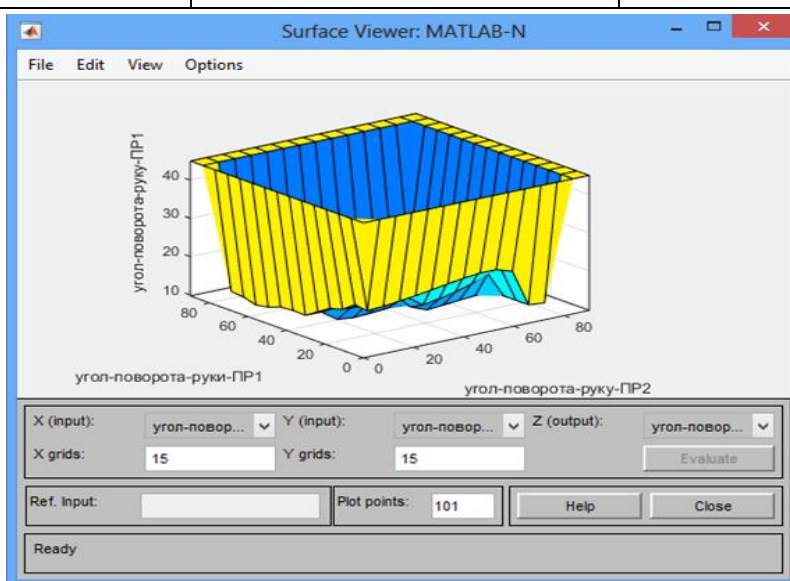 Surface Viewer: MATLAB-N
File Edit View Options
угол-поворота-руку-ПР1
40
30
20
10
80
60
40
20
0
0
20
40
60
80
угол-поворота-руки-ПР1
угол-поворота-руку-ПР2
X (input): угол-повор... Y (input): угол-повор... Z (output): угол-повор...
X grids: 15 Y grids: 15 Evaluate
Ref. Input: Plot points: 101 Help Close
Ready